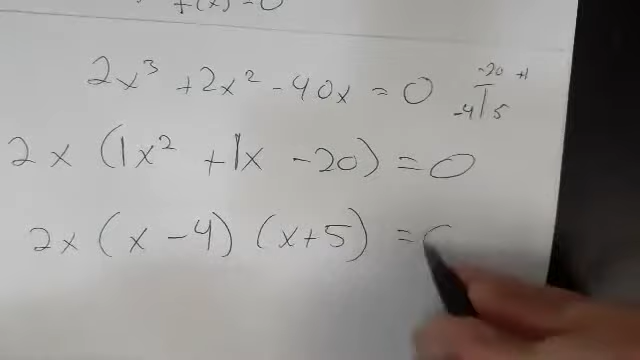 f(x) = 0
2x³ + 2x² - 40x = 0
-20 +1
-4 | 5
2x (1x² + 1x - 20) = 0
2x (x - 4) (x + 5) =